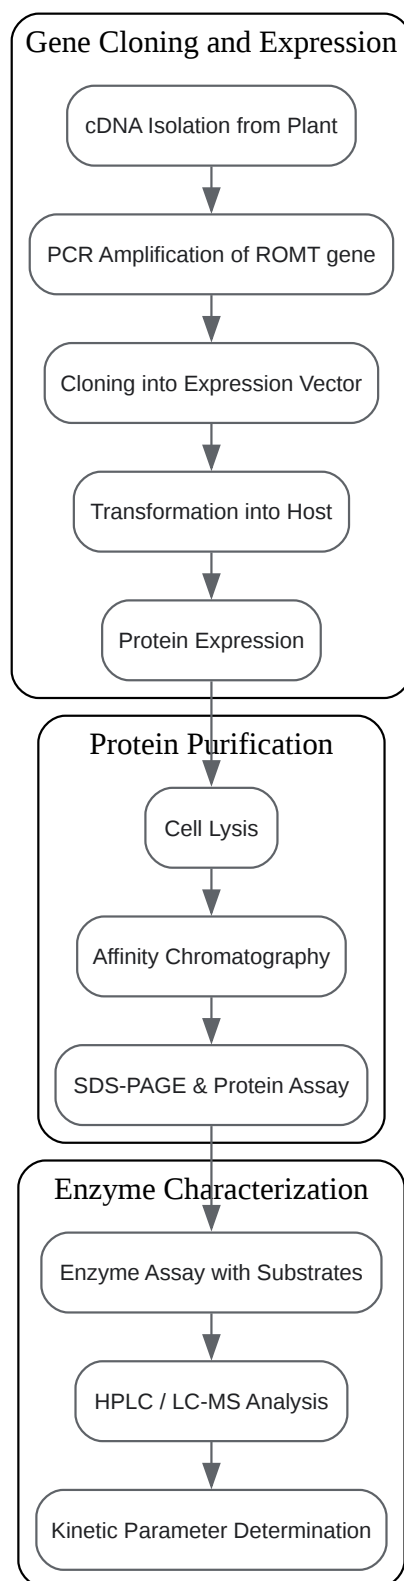 Gene Cloning and Expression
cDNA Isolation from Plant
PCR Amplification of ROMT gene
Cloning into Expression Vector
Transformation into Host
Protein Expression
Protein Purification
Cell Lysis
Affinity Chromatography
SDS-PAGE & Protein Assay
Enzyme Characterization
Enzyme Assay with Substrates
HPLC / LC-MS Analysis
Kinetic Parameter Determination